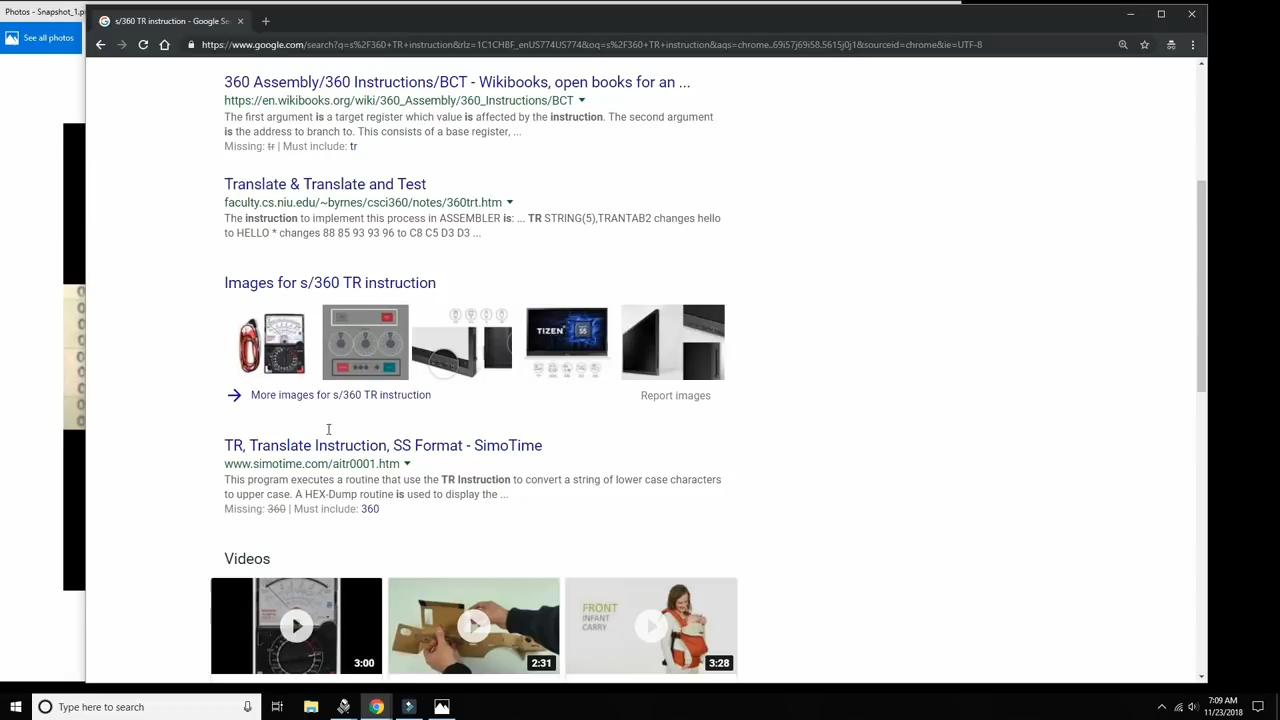 Photos - Snapshot_1.p
See all photos
s/360 TR instruction - Google Se
https://www.google.com/search?q=s%2F360+TR+instruction&rlz=1C1CHBF_enUS774US774&oq=s%2F360+TR+instruction&aqs=chrome..69i57j69i58.5615j0j1&sourceid=chrome&ie=UTF-8
360 Assembly/360 Instructions/BCT - Wikibooks, open books for an ...
https://en.wikibooks.org/wiki/360_Assembly/360_Instructions/BCT
The first argument is a target register which value is affected by the instruction. The second argument
is the address to branch to. This consists of a base register, ...
Missing: tr | Must include: tr
Translate & Translate and Test
faculty.cs.niu.edu/~byrnes/csci360/notes/360trt.htm
The instruction to implement this process in ASSEMBLER is: ... TR STRING(5),TRANTAB2 changes hello
to HELLO * changes 88 85 93 93 96 to C8 C5 D3 D3 ...
Images for s/360 TR instruction
TIZEN
S6
More images for s/360 TR instruction
Report images
TR, Translate Instruction, SS Format - SimoTime
www.simotime.com/aitr0001.htm
This program executes a routine that use the TR Instruction to convert a string of lower case characters
to upper case. A HEX-Dump routine is used to display the ...
Missing: 360 | Must include: 360
Videos
FRONT
INFANT
CARRY
3:00
2:31
3:28
Type here to search
7:09 AM
11/23/2018